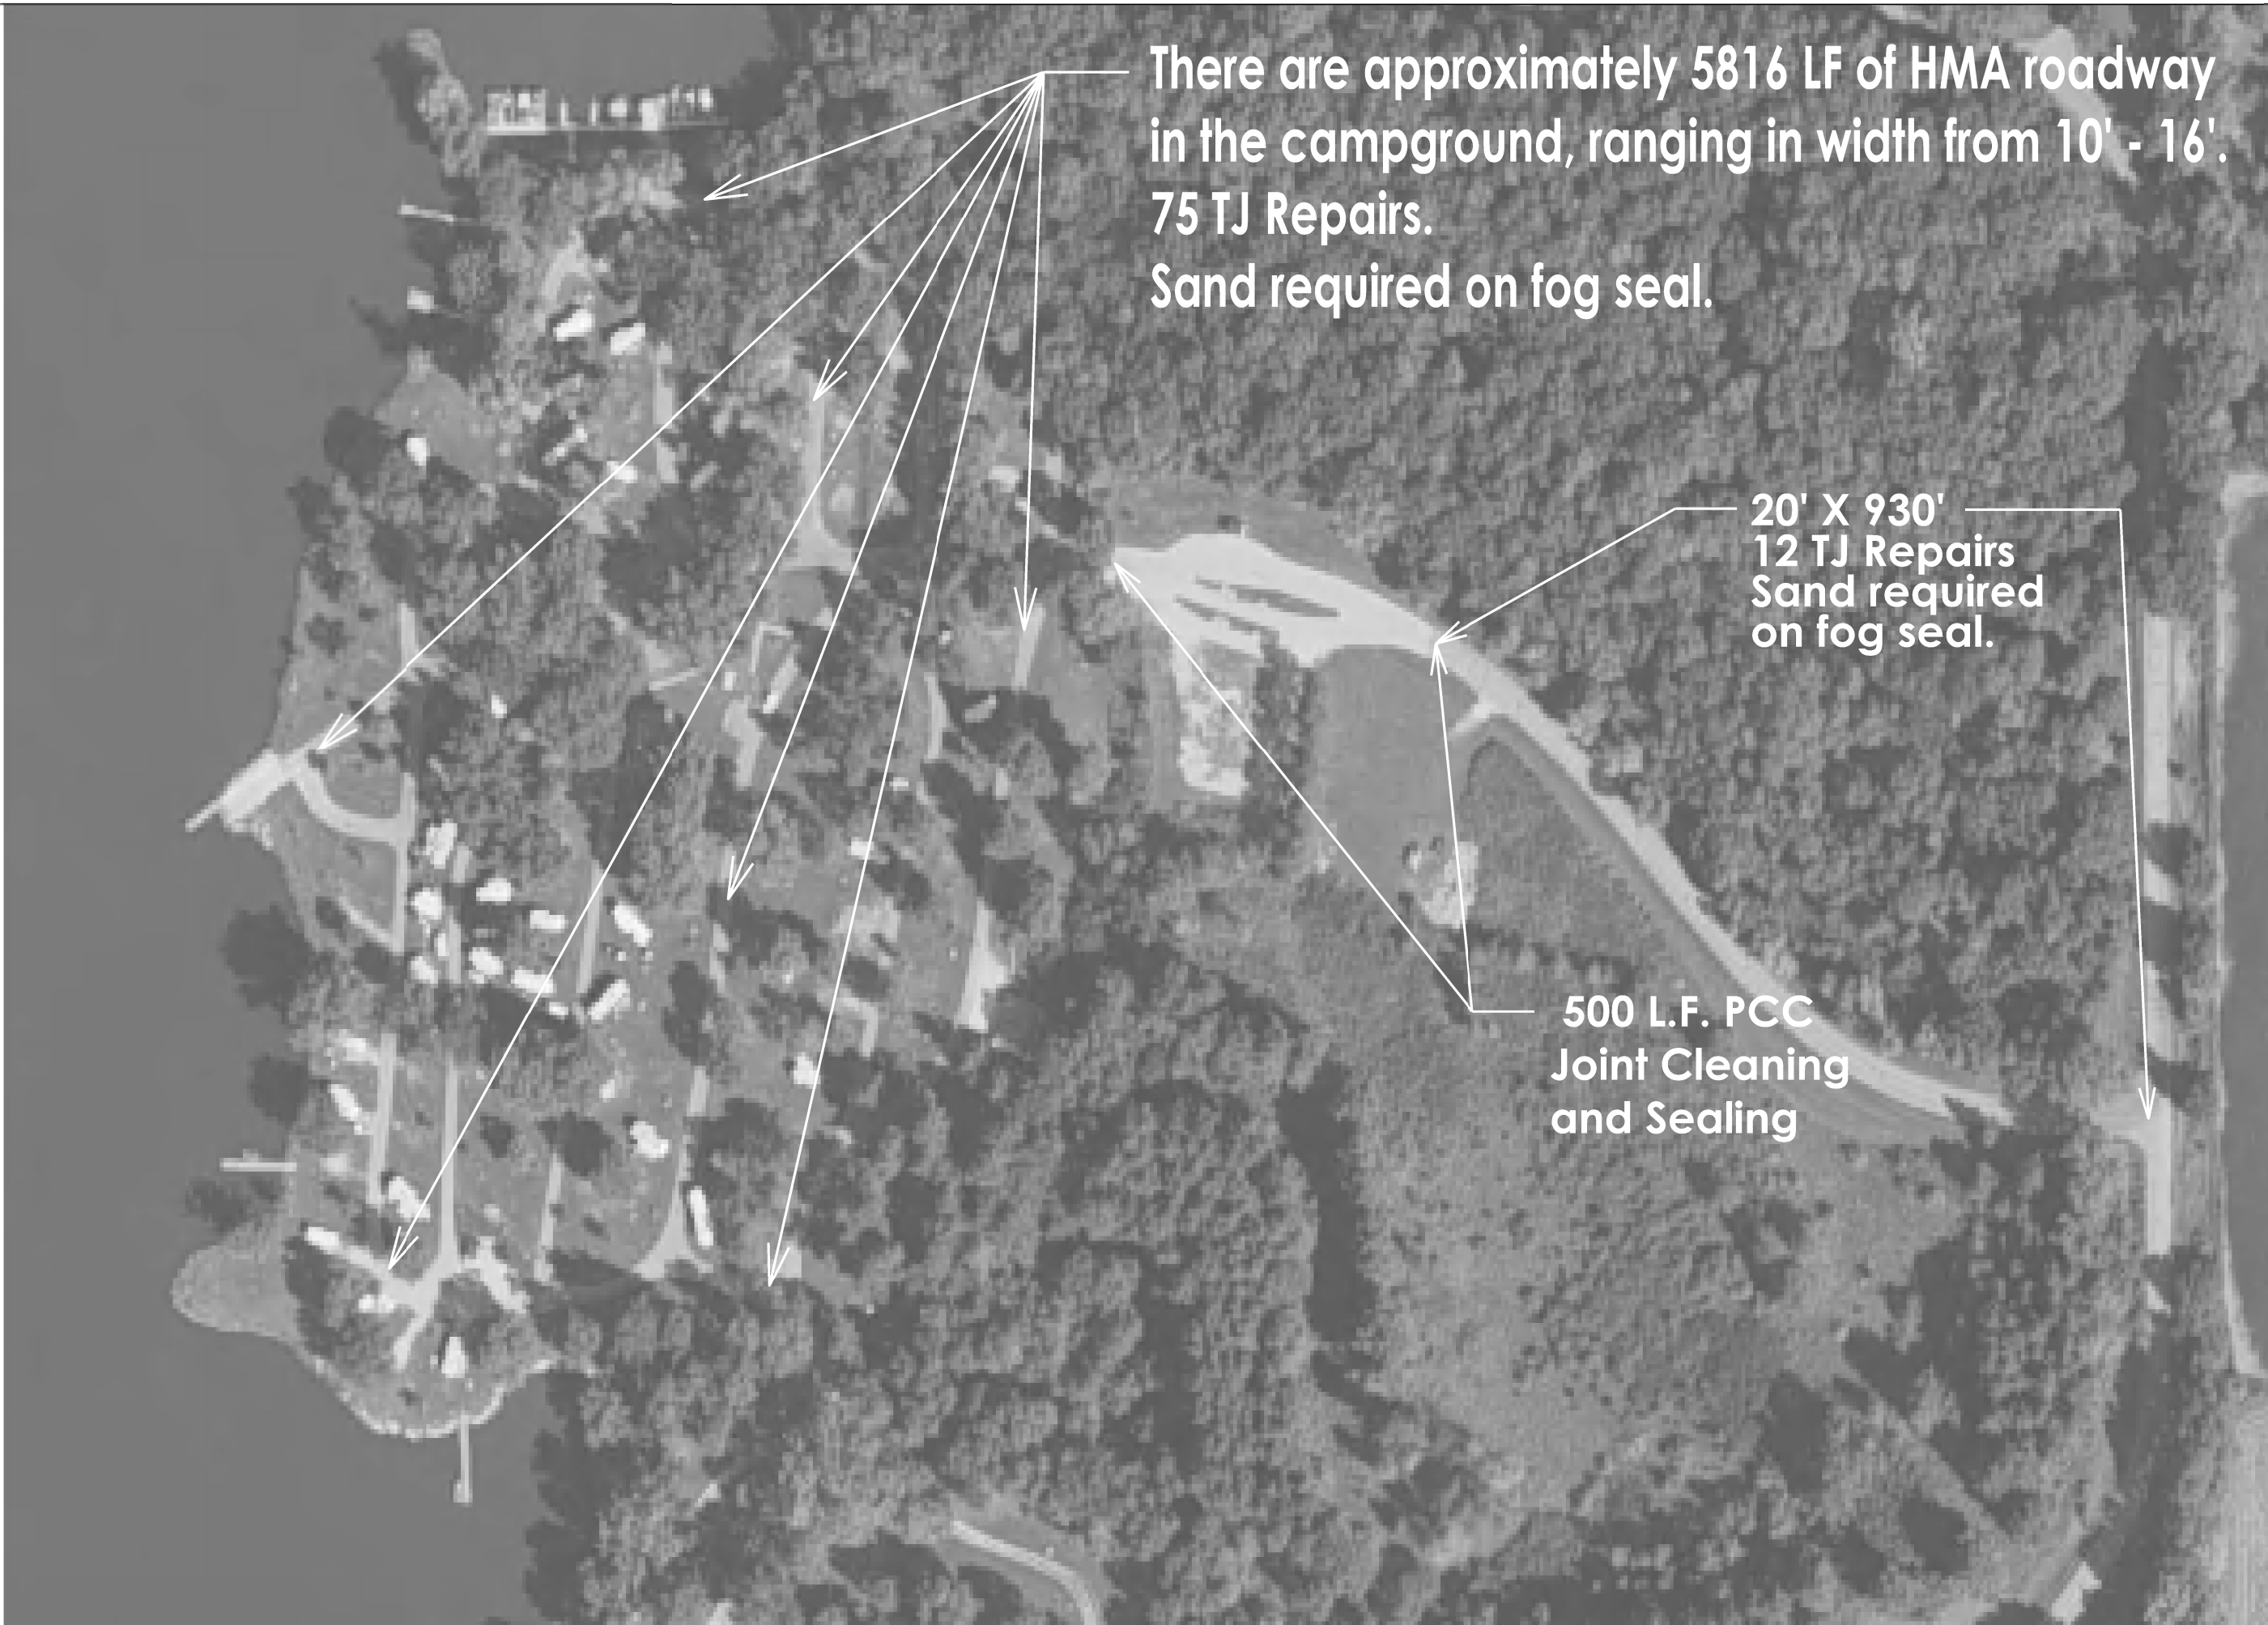 There are approximately 5816 LF of HMA roadway
in the campground, ranging in width from 10' - 16'.
75 TJ Repairs.
Sand required on fog seal.
20' X 930'
12 TJ Repairs
Sand required
on fog seal.
500 L.F. PCC
Joint Cleaning
and Sealing